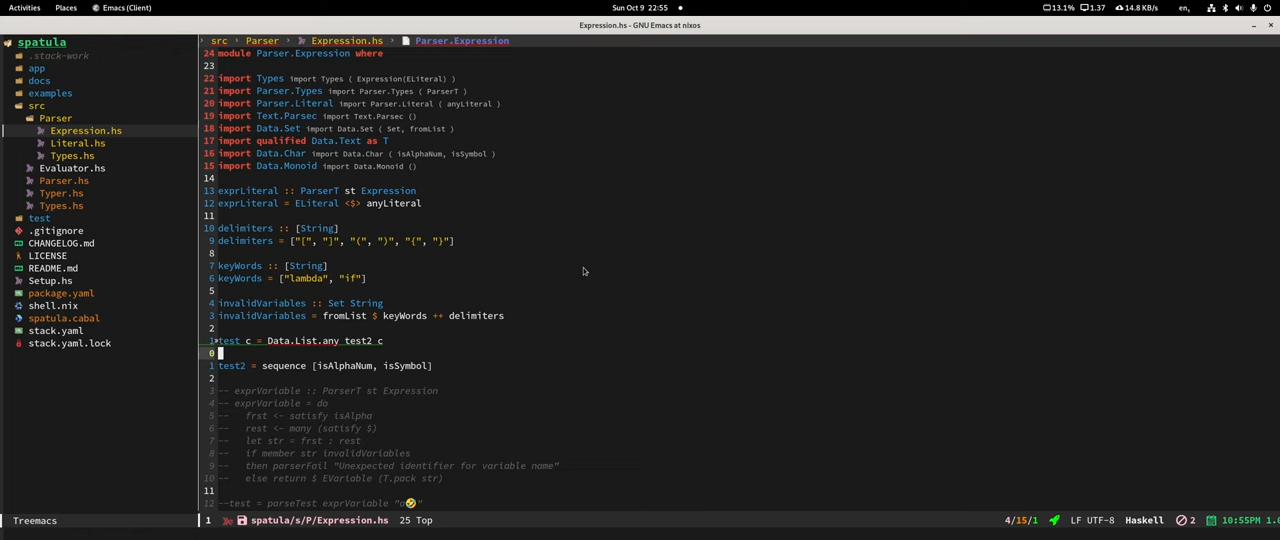 Activities Places Emacs (Client) Sun Oct 9 22:55 13.1% 1.37 14.8 KB/s en,
Expression.hs - GNU Emacs at nixos
spatula
.stack-work
app
docs
examples
src
Parser
Expression.hs
Literal.hs
Types.hs
Evaluator.hs
Parser.hs
Typer.hs
Types.hs
test
.gitignore
CHANGELOG.md
LICENSE
README.md
Setup.hs
package.yaml
shell.nix
spatula.cabal
stack.yaml
stack.yaml.lock
Treemacs
› src › Parser › Expression.hs › Parser.Expression
24 module Parser.Expression where
23
22 import Types import Types ( Expression(ELiteral) )
21 import Parser.Types import Parser.Types ( ParserT )
20 import Parser.Literal import Parser.Literal ( anyLiteral )
19 import Text.Parsec import Text.Parsec ()
18 import Data.Set import Data.Set ( Set, fromList )
17 import qualified Data.Text as T
16 import Data.Char import Data.Char ( isAlphaNum, isSymbol )
15 import Data.Monoid import Data.Monoid ()
14
13 exprLiteral :: ParserT st Expression
12 exprLiteral = ELiteral <$> anyLiteral
11
10 delimiters :: [String]
9 delimiters = ["[", "]", "(", ")", "{", "}"]
8
7 keyWords :: [String]
6 keyWords = ["lambda", "if"]
5
4 invalidVariables :: Set String
3 invalidVariables = fromList $ keyWords ++ delimiters
2
1 test c = Data.List.any test2 c
0
1 test2 = sequence [isAlphaNum, isSymbol]
2
3 -- exprVariable :: ParserT st Expression
4 -- exprVariable = do
5 --   frst <- satisfy isAlpha
6 --   rest <- many (satisfy $)
7 --   let str = frst : rest
8 --   if member str invalidVariables
9 --   then parserFail "Unexpected identifier for variable name"
10 --   else return $ EVariable (T.pack str)
11
12 --test = parseTest exprVariable "a🤣"
1 spatula/s/P/Expression.hs 25 Top 4/15/1 LF UTF-8 Haskell 2 10:55PM 1.0